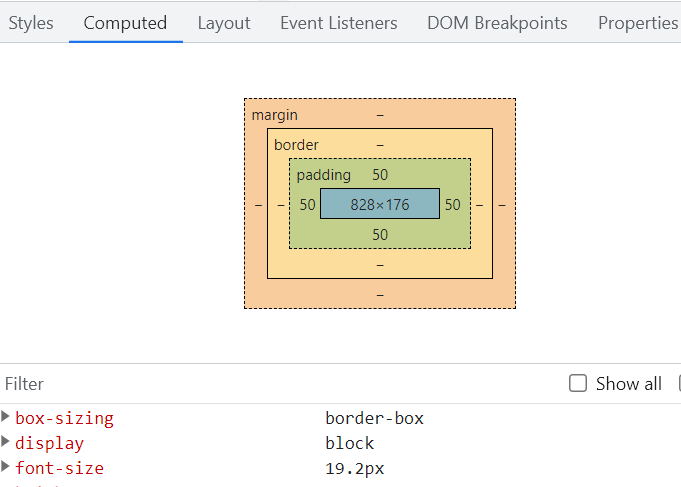 Styles Computed Layout Event Listeners DOM Breakpoints Properties
margin –
border –
padding 50
– – 50 828×176 50 – –
50
–
–
Filter Show all
box-sizing border-box
display block
font-size 19.2px